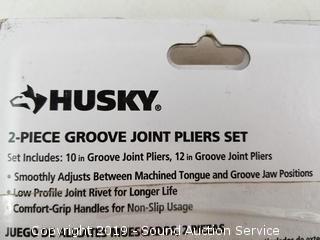 HUSKY®
2-PIECE GROOVE JOINT PLIERS SET
Set Includes: 10 in Groove Joint Pliers, 12 in Groove Joint Pliers
• Smoothly Adjusts Between Machined Tongue and Groove Jaw Positions
• Low Profile Joint Rivet for Longer Life
Comfort-Grip Handles for Non-Slip Usage
Copyright 2019 - Sound Auction